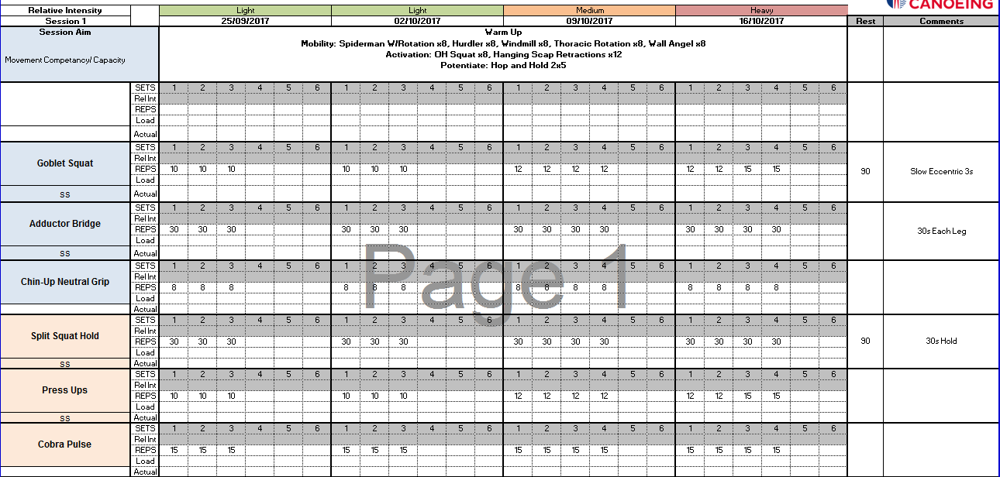 CANOEING
Relative Intensity Light Light Medium Heavy
Session 1 25/09/2017 02/10/2017 09/10/2017 16/10/2017 Rest Comments
Session Aim
Movement Competancy/ Capacity
Warm Up
Mobility: Spiderman W/Rotation x8, Hurdler x8, Windmill x8, Thoracic Rotation x8, Wall Angel x8
Activation: OH Squat x8, Hanging Scap Retractions x12
Potentiate: Hop and Hold 2x5
SETS 1 2 3 4 5 6 1 2 3 4 5 6 1 2 3 4 5 6 1 2 3 4 5 6
Rel Int
REPS
Load
Actual
Goblet Squat
SETS 1 2 3 4 5 6 1 2 3 4 5 6 1 2 3 4 5 6 1 2 3 4 5 6
Rel Int
REPS 10 10 10 10 10 10 12 12 12 12 12 12 15 15
90 Slow Eccentric 3s
Load
SS Actual
Adductor Bridge
SETS 1 2 3 4 5 6 1 2 3 4 5 6 1 2 3 4 5 6 1 2 3 4 5 6
Rel Int
REPS 30 30 30 30 30 30 30 30 30 30 30 30 30 30
30s Each Leg
Load
SS Actual
Chin-Up Neutral Grip
SETS 1 2 3 4 5 6 1 2 3 4 5 6 1 2 3 4 5 6 1 2 3 4 5 6
Rel Int
REPS 8 8 8 8 8 8 8 8 8 8 8 8 8 8
Load
Actual
Page 1
Split Squat Hold
SETS 1 2 3 4 5 6 1 2 3 4 5 6 1 2 3 4 5 6 1 2 3 4 5 6
Rel Int
REPS 30 30 30 30 30 30 30 30 30 30 30 30 30 30 90 30s Hold
Load
SS Actual
Press Ups
SETS 1 2 3 4 5 6 1 2 3 4 5 6 1 2 3 4 5 6 1 2 3 4 5 6
Rel Int
REPS 10 10 10 10 10 10 12 12 12 12 12 12 15 15
Load
SS Actual
Cobra Pulse
SETS 1 2 3 4 5 6 1 2 3 4 5 6 1 2 3 4 5 6 1 2 3 4 5 6
Rel Int
REPS 15 15 15 15 15 15 15 15 15 15 15 15 15 15
Load
Actual